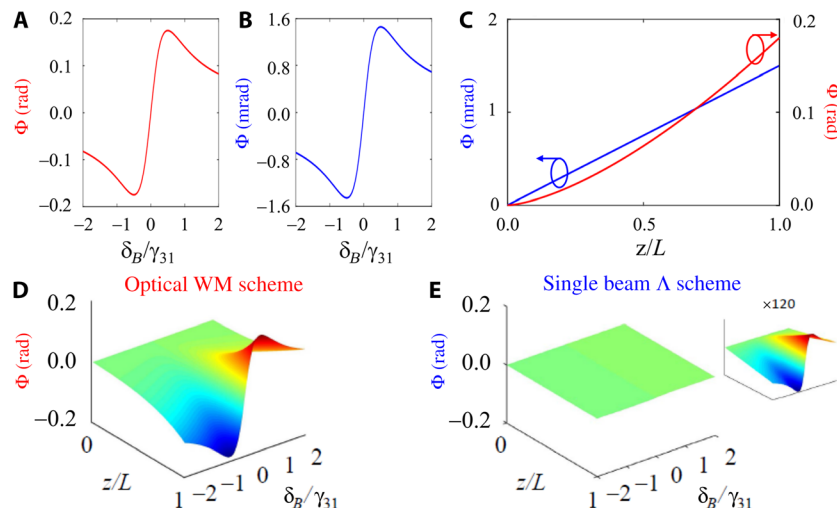 A
0.2
0.1
0.0
−0.1
−0.2
Φ (rad)
−2 −1 0 1 2
δB/γ31
B
1.6
0.8
0.0
−0.8
−1.6
Φ (mrad)
−2 −1 0 1 2
δB/γ31
C
2
1
0
Φ (mrad)
0.2
0.1
0.0
Φ (rad)
0.0 0.5 1.0
z/L
D
Optical WM scheme
0.2
0.0
−0.2
Φ (rad)
0
z/L
1
−2 −1 0 1 2
δB/γ31
E
Single beam Λ scheme
×120
0.2
0.0
−0.2
Φ (rad)
0
z/L
1
−2 −1 0 1 2
δB/γ31